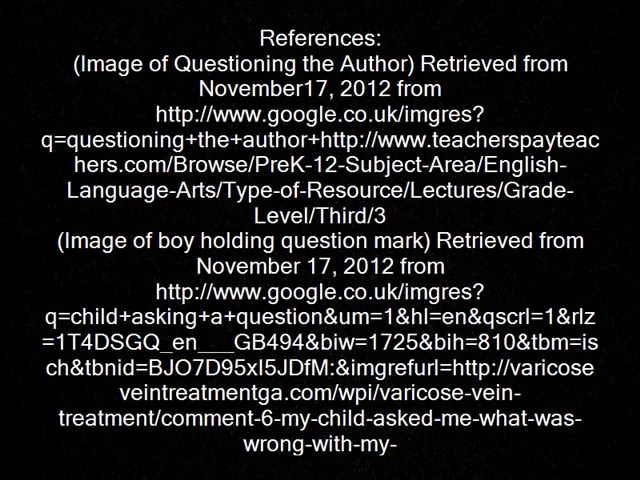 References:
(Image of Questioning the Author) Retrieved from
November17, 2012 from
http://www.google.co.uk/imgres?
q=questioning+the+author+http://www.teacherspayteac
hers.com/Browse/PreK-12-Subject-Area/English-
Language-Arts/Type-of-Resource/Lectures/Grade-
Level/Third/3
(Image of boy holding question mark) Retrieved from
November 17, 2012 from
http://www.google.co.uk/imgres?
q=child+asking+a+question&um=1&hl=en&qscrl=1&rlz
=1T4DSGQ_en___GB494&biw=1725&bih=810&tbm=is
ch&tbnid=BJO7D95xI5JDfM:&imgrefurl=http://varicose
veintreatmentga.com/wpi/varicose-vein-
treatment/comment-6-my-child-asked-me-what-was-
wrong-with-my-